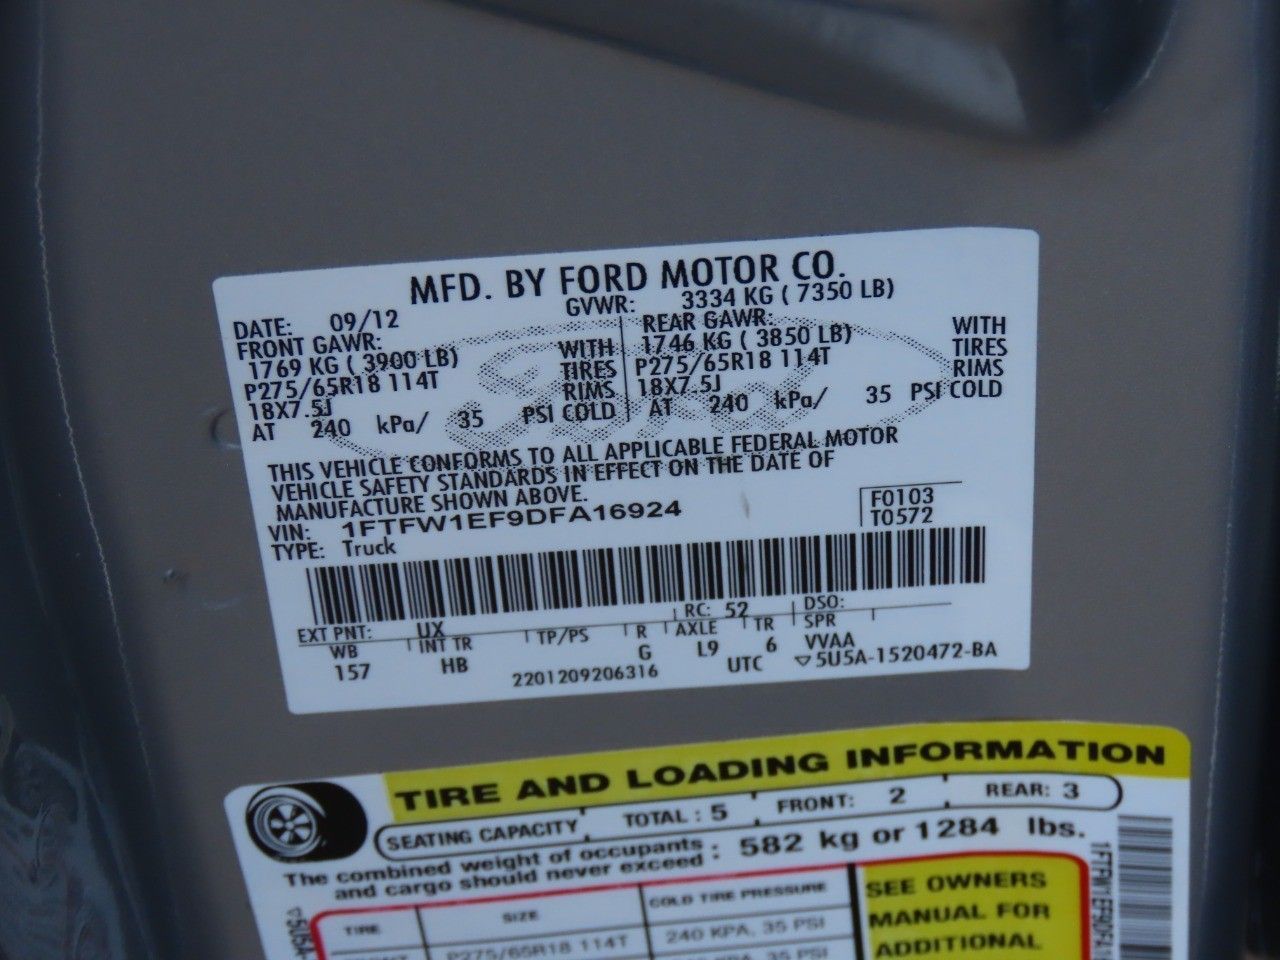 MFD. BY FORD MOTOR CO.
DATE: 09/12 GVWR: 3334 KG ( 7350 LB)
FRONT GAWR: REAR GAWR:
1769 KG ( 3900 LB) WITH 1746 KG ( 3850 LB) WITH
P275/65R18 114T TIRES P275/65R18 114T TIRES
18X7.5J RIMS 18X7.5J RIMS
AT 240 kPa/ 35 PSI COLD AT 240 kPa/ 35 PSI COLD
THIS VEHICLE CONFORMS TO ALL APPLICABLE FEDERAL MOTOR
VEHICLE SAFETY STANDARDS IN EFFECT ON THE DATE OF
MANUFACTURE SHOWN ABOVE.
VIN: 1FTFW1EF9DFA16924 F0103
TYPE: Truck T0572
EXT PNT: UX RC: 52 DSO:
WB INT TR TP/PS R AXLE TR SPR
157 HB G L9 6 VVAA
2201209206316 UTC ▽5U5A-1520472-BA
TIRE AND LOADING INFORMATION
SEATING CAPACITY TOTAL : 5 FRONT: 2 REAR: 3
The combined weight of occupants
and cargo should never exceed : 582 kg or 1284 lbs.
TIRE SIZE COLD TIRE PRESSURE SEE OWNERS
P275/65R18 114T 240 KPA, 35 PSI MANUAL FOR
35 PSI ADDITIONAL